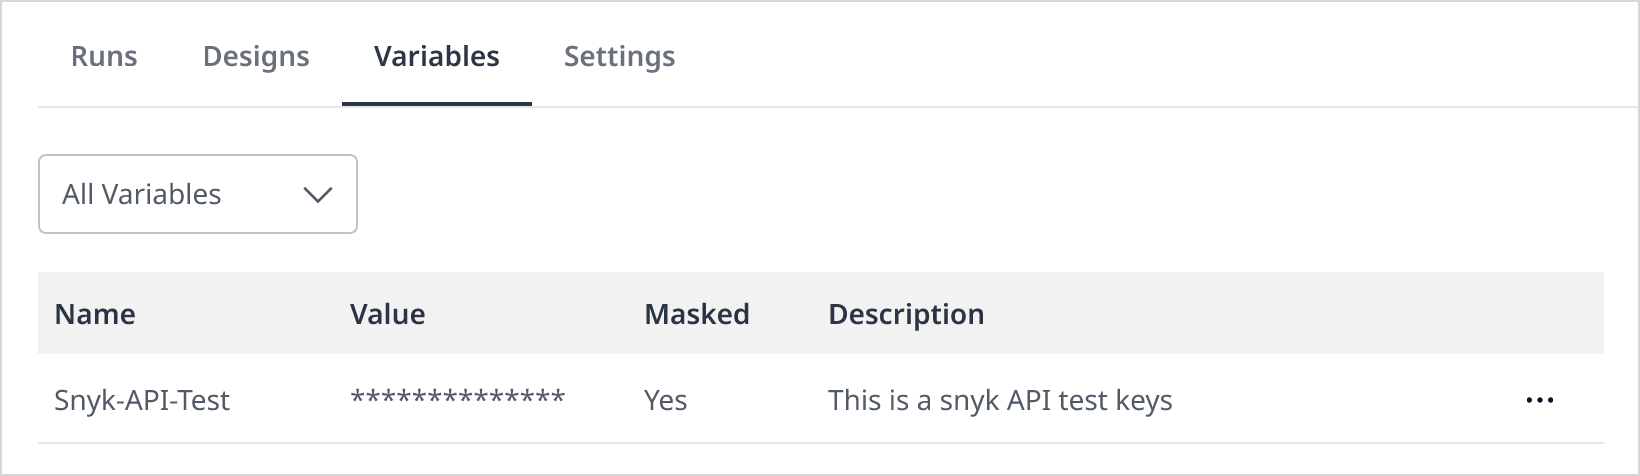 Runs Designs Variables Settings
All Variables
Name Value Masked Description
Snyk-API-Test ************** Yes This is a snyk API test keys ...